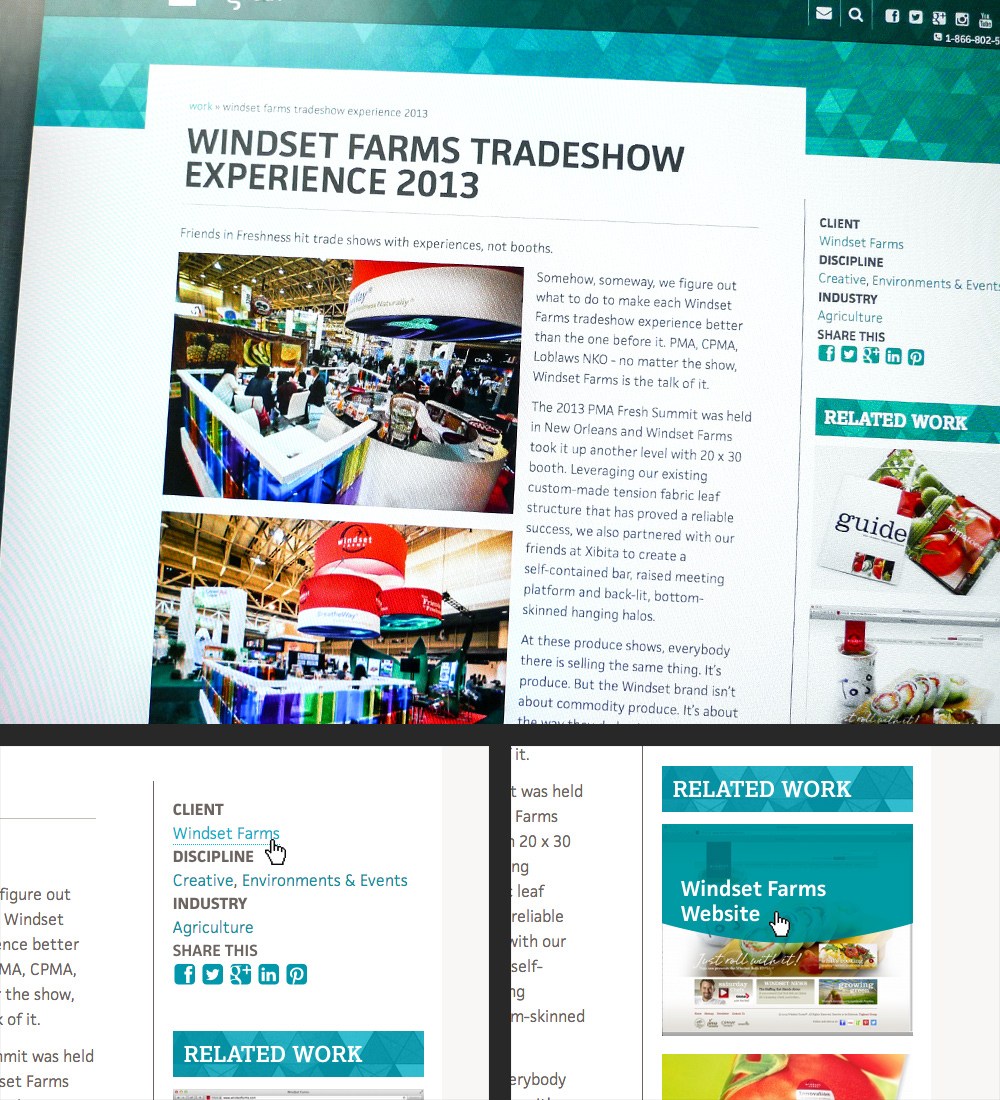 1-866-802-5
work » windset farms tradeshow experience 2013
WINDSET FARMS TRADESHOW
EXPERIENCE 2013
Friends in Freshness hit trade shows with experiences, not booths.
Somehow, someway, we figure out
what to do to make each Windset
Farms tradeshow experience better
than the one before it. PMA, CPMA,
Loblaws NKO - no matter the show,
Windset Farms is the talk of it.
The 2013 PMA Fresh Summit was held
in New Orleans and Windset Farms
took it up another level with 20 x 30
booth. Leveraging our existing
custom-made tension fabric leaf
structure that has proved a reliable
success, we also partnered with our
friends at Xibita to create a
self-contained bar, raised meeting
platform and back-lit, bottom-
skinned hanging halos.
At these produce shows, everybody
there is selling the same thing. It's
produce. But the Windset brand isn't
about commodity produce. It's about
windset
FARMS
CLIENT
Windset Farms
DISCIPLINE
Creative, Environments & Events
INDUSTRY
Agriculture
SHARE THIS
RELATED WORK
guide
tomatoes
figure out
Windset
ence better
MA, CPMA,
r the show,
k of it.
mmit was held
set Farms
CLIENT
Windset Farms
DISCIPLINE
Creative, Environments & Events
INDUSTRY
Agriculture
SHARE THIS
RELATED WORK
it.
t was held
Farms
n 20 x 30
ng
leaf
reliable
with our
self-
ng
m-skinned
erybody
RELATED WORK
Windset Farms
Website
Just roll with it!
saturday
WINDSET NEWS
growing
green